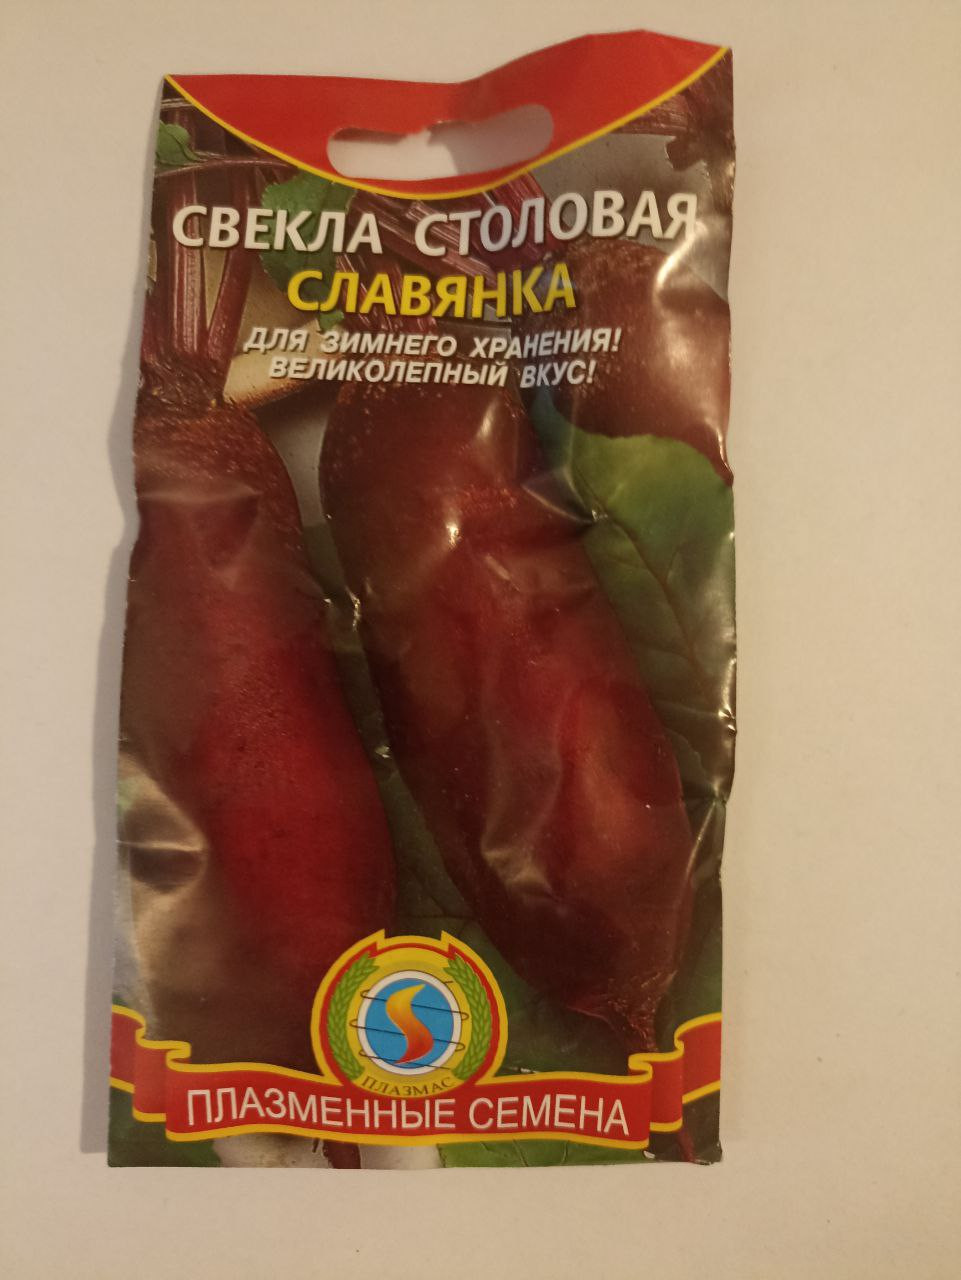 СВЕКЛА СТОЛОВАЯ
СЛАВЯНКА
ДЛЯ ЗИМНЕГО ХРАНЕНИЯ!
ВЕЛИКОЛЕПНЫЙ ВКУС!
ПЛАЗМАС
ПЛАЗМЕННЫЕ СЕМЕНА